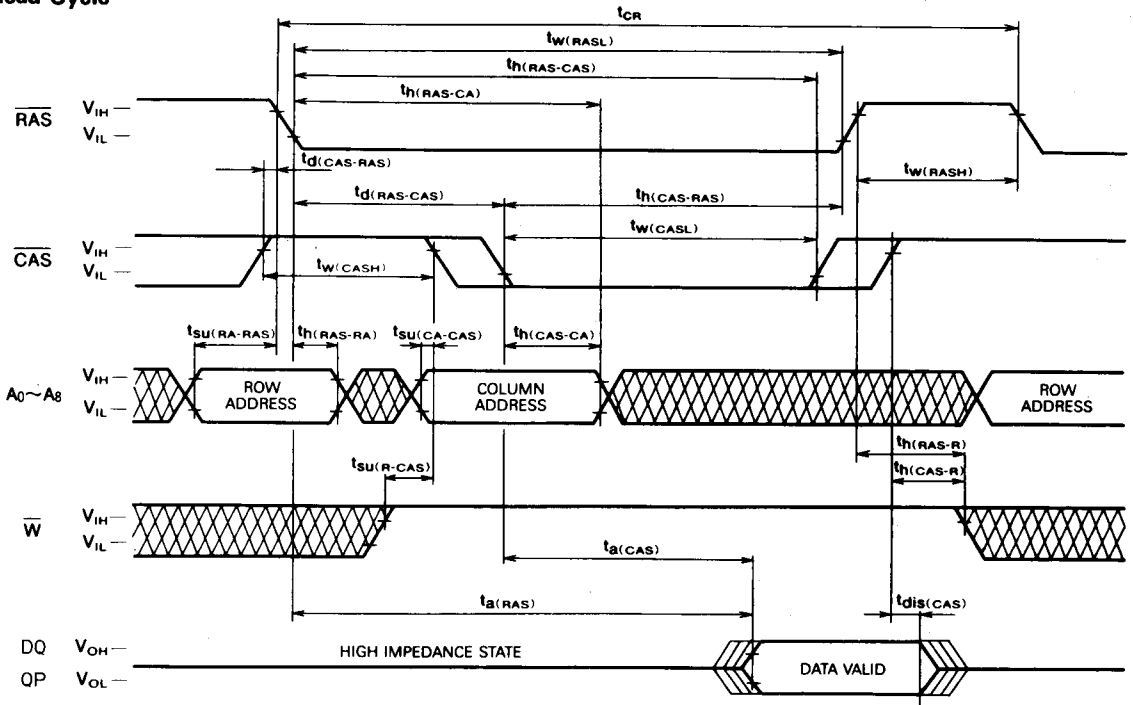 Read Cycle
tCR
tW(RASL)
th(RAS-CAS)
th(RAS-CA)
RAS
VIH
VIL
td(CAS-RAS)
tW(RASH)
td(RAS-CAS)
th(CAS-RAS)
tW(CASL)
CAS
VIH
VIL
tW(CASH)
tsu(RA-RAS)
th(RAS-RA)
tsu(CA-CAS)
th(CAS-CA)
A0~A8
VIH
VIL
ROW
ADDRESS
COLUMN
ADDRESS
ROW
ADDRESS
th(RAS-R)
tsu(R-CAS)
th(CAS-R)
W
VIH
VIL
ta(CAS)
ta(RAS)
tdis(CAS)
DQ
VOH
HIGH IMPEDANCE STATE
DATA VALID
QP
VOL